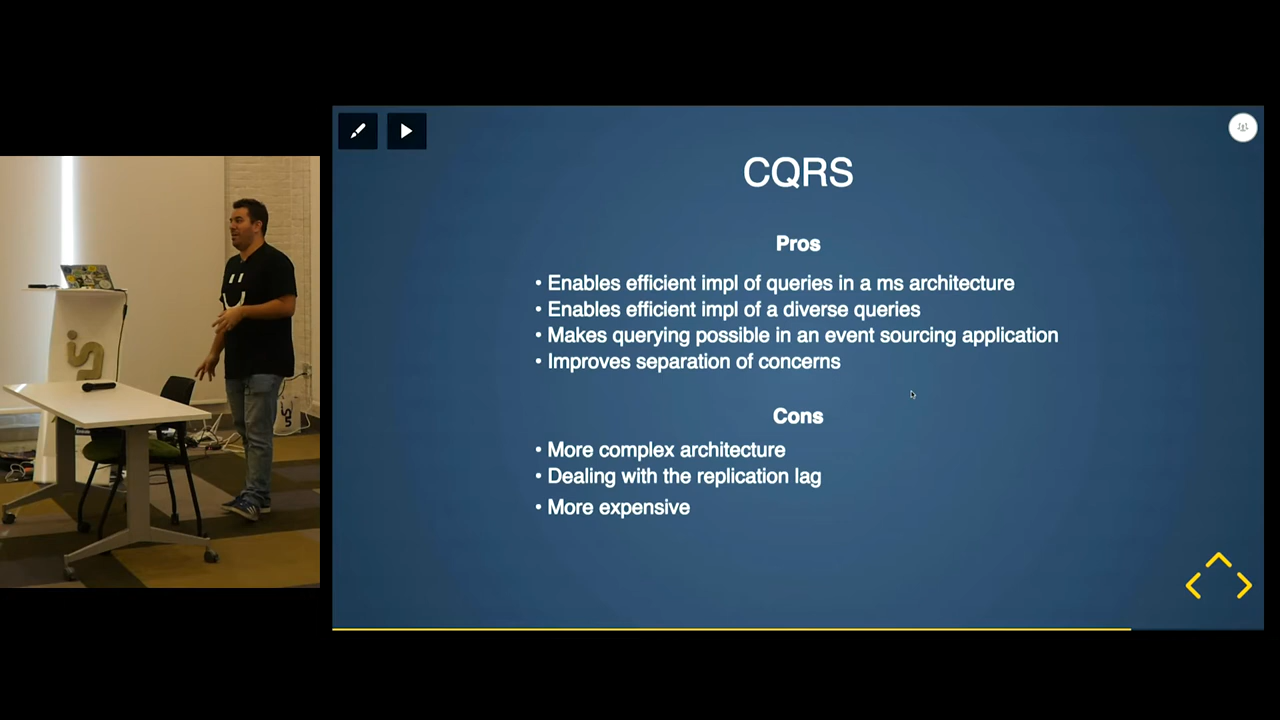 CQRS
Pros
• Enables efficient impl of queries in a ms architecture
• Enables efficient impl of a diverse queries
• Makes querying possible in an event sourcing application
• Improves separation of concerns
Cons
• More complex architecture
• Dealing with the replication lag
• More expensive